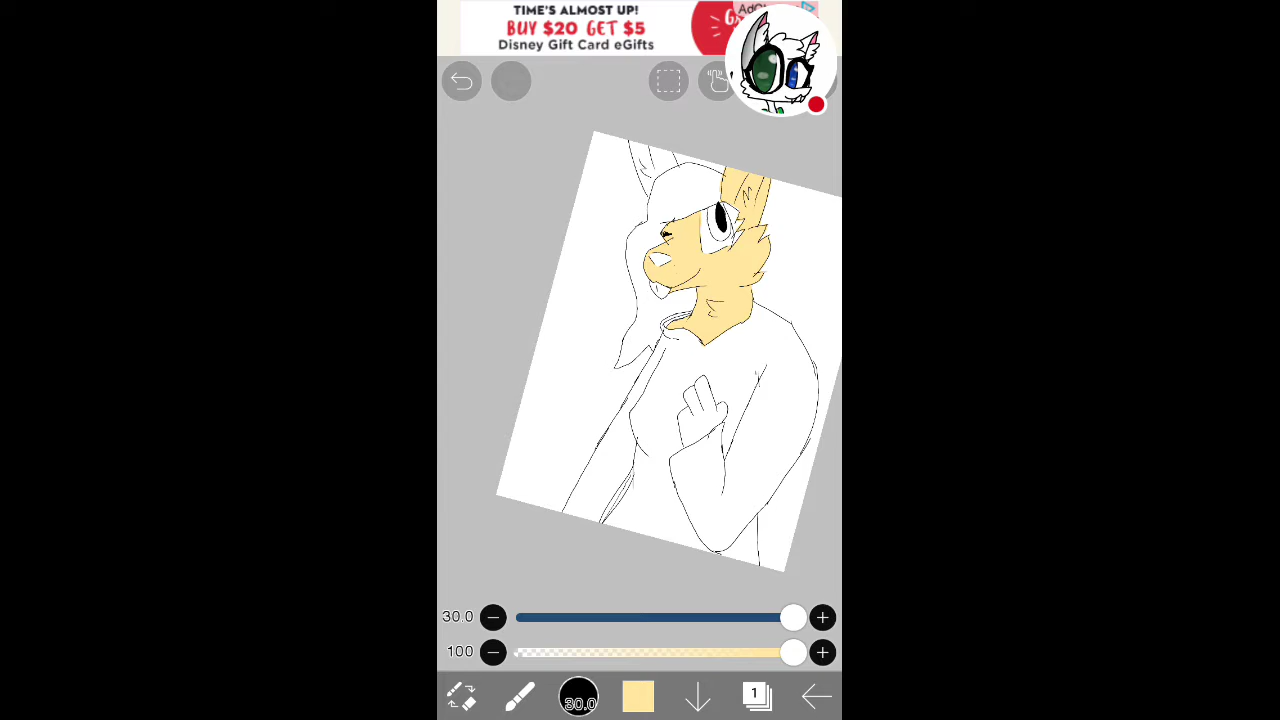 TIME'S ALMOST UP!
BUY $20 GET $5
Disney Gift Card eGifts
30.0
100
30.0
1